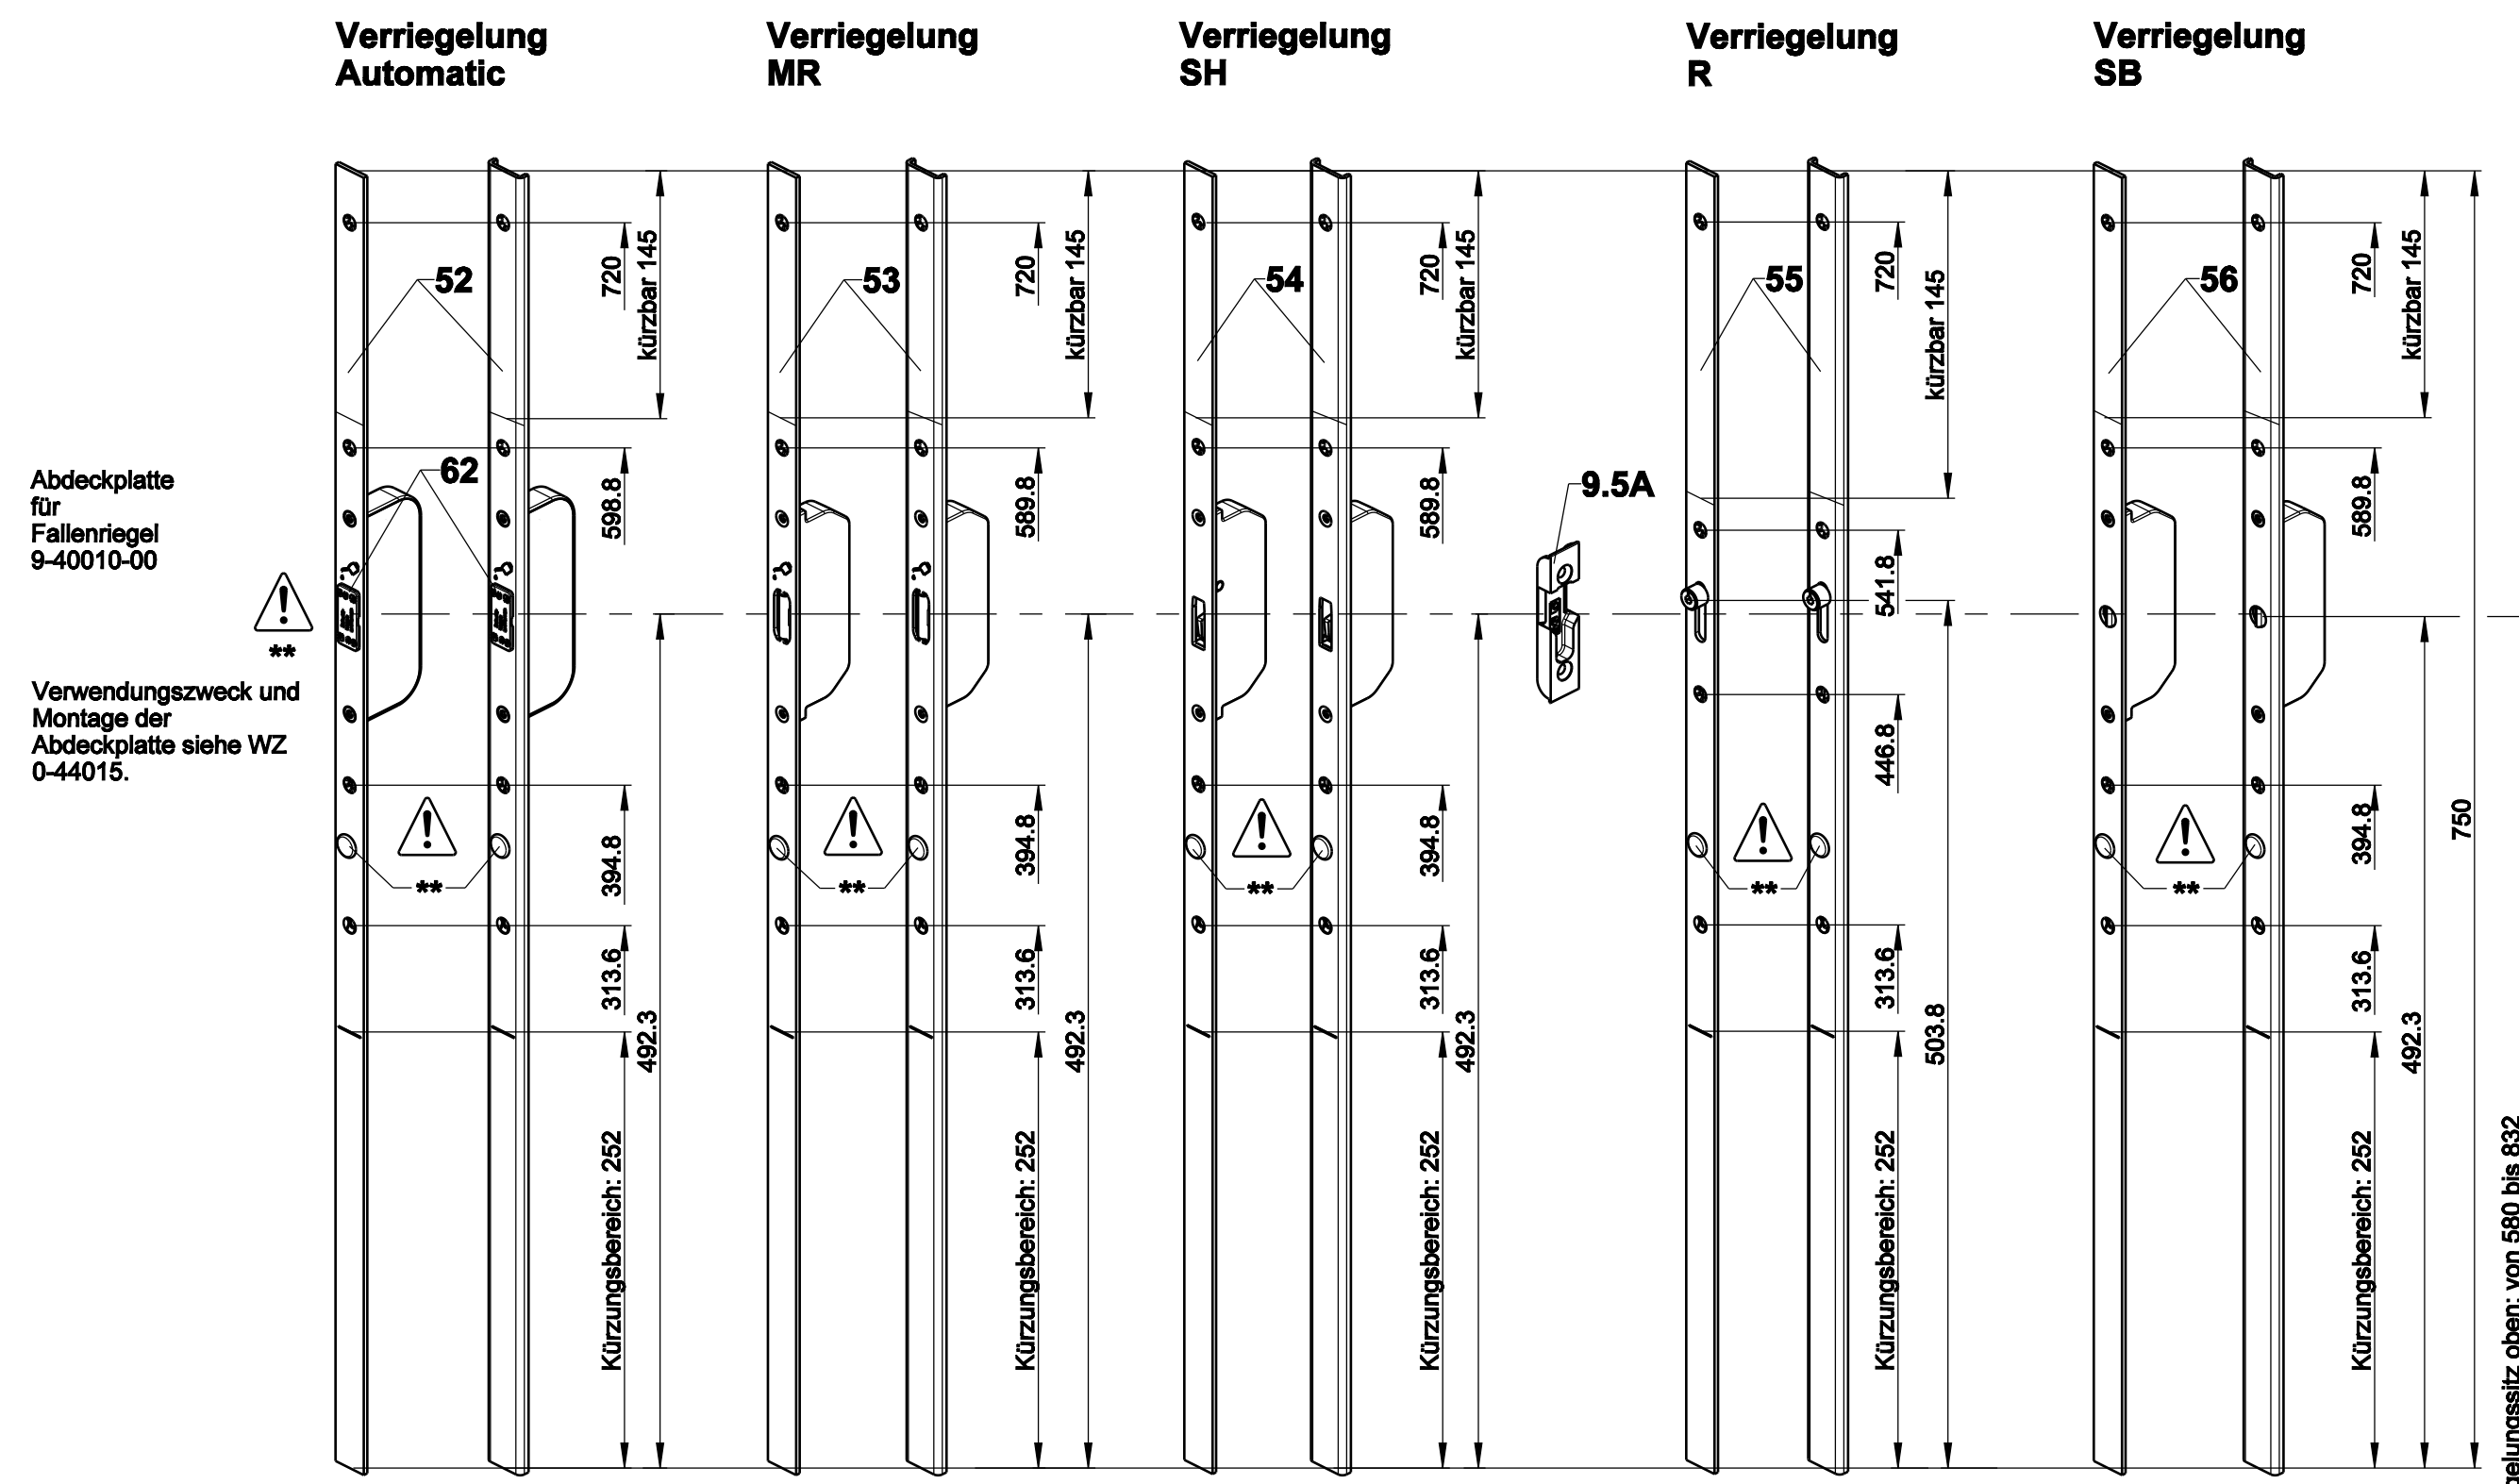 Verriegelung
Automatic
Verriegelung
MR
Verriegelung
SH
Verriegelung
R
Verriegelung
SB
Abdeckplatte
für
Fallenriegel
9-40010-00
**
Verwendungszweck und
Montage der
Abdeckplatte siehe WZ
0-44015.
52
62
**
720
kürzbar 145
598.8
394.8
313.6
492.3
Kürzungsbereich: 252
53
**
720
kürzbar 145
589.8
394.8
313.6
492.3
Kürzungsbereich: 252
54
**
720
kürzbar 145
589.8
394.8
313.6
492.3
Kürzungsbereich: 252
9.5A
55
**
720
kürzbar 145
541.8
446.8
313.6
503.8
Kürzungsbereich: 252
56
**
720
kürzbar 145
589.8
394.8
313.6
492.3
Kürzungsbereich: 252
750
oben: von 580 bis 832